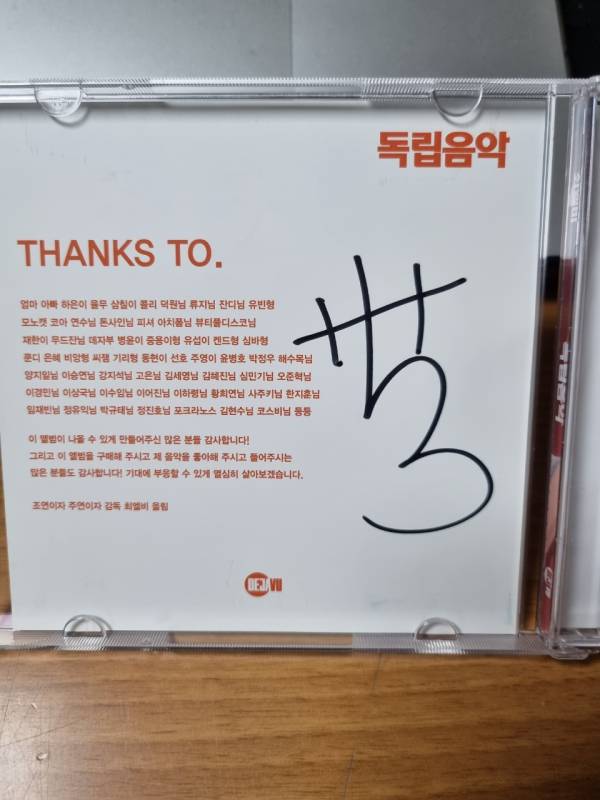 독립음악
THANKS TO.
엄마 아빠 하은이 율무 삼칠이 콜리 덕원님 류지님 잔디님 유빈형
모노캣 코아 연수님 돈사인님 피셔 아치폼님 뷰티풀디스코님
재한이 무드잔님 데자부 병윤이 중용이형 유섭이 켄드형 심바형
룬디 은혜 비앙형 씨잼 기리형 동현이 선호 주영이 윤병호 박정우 해수목님
양지일님 이승연님 강지석님 고은님 김세영님 김혜진님 심민기님 오준혁님
이경민님 이상국님 이수임님 이어진님 이하령님 황희연님 사주키님 한지훈님
임재빈님 정유익님 박규태님 정진호님 포크라노스 김현수님 코스비님 등등
이 앨범이 나올 수 있게 만들어주신 많은 분들 감사합니다!
그리고 이 앨범을 구매해 주시고 제 음악을 좋아해 주시고 들어주시는
많은 분들도 감사합니다! 기대에 부응할 수 있게 열심히 살아보겠습니다.
조연이자 주연이자 감독 최엘비 올림
DEJAVU
독립음악